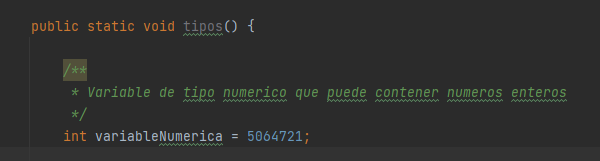 public static void tipos() {
/**
* Variable de tipo numerico que puede contener numeros enteros
*/
int variableNumerica = 5064721;